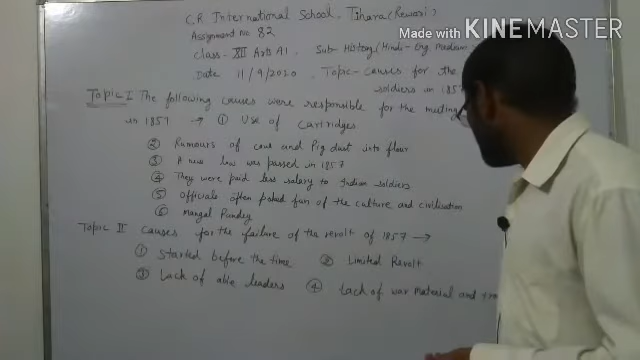 Made with KINEMASTER
C.R International School, Tihara (Rewari)
Assignment no. 82
Class - XII Arts A1 Sub- History (Hindi - Eng. Medium
Date 11/9/2020, Topic- causes for the
soldiers in 1857
Topic I The following causes were responsible for the mutiny
in 1857 → ① Use of cartridges
② Rumours of cow and Pig dust into flour
③ A new law was passed in 1857
④ They were paid less salary to Indian soldiers
⑤ Officials often poked fun of the culture and civilisation
⑥ Mangal Pandey
Topic II Causes for the failure of the revolt of 1857 →
① Started before the time ② Limited Revolt
③ Lack of able leaders ④ Lack of war material and